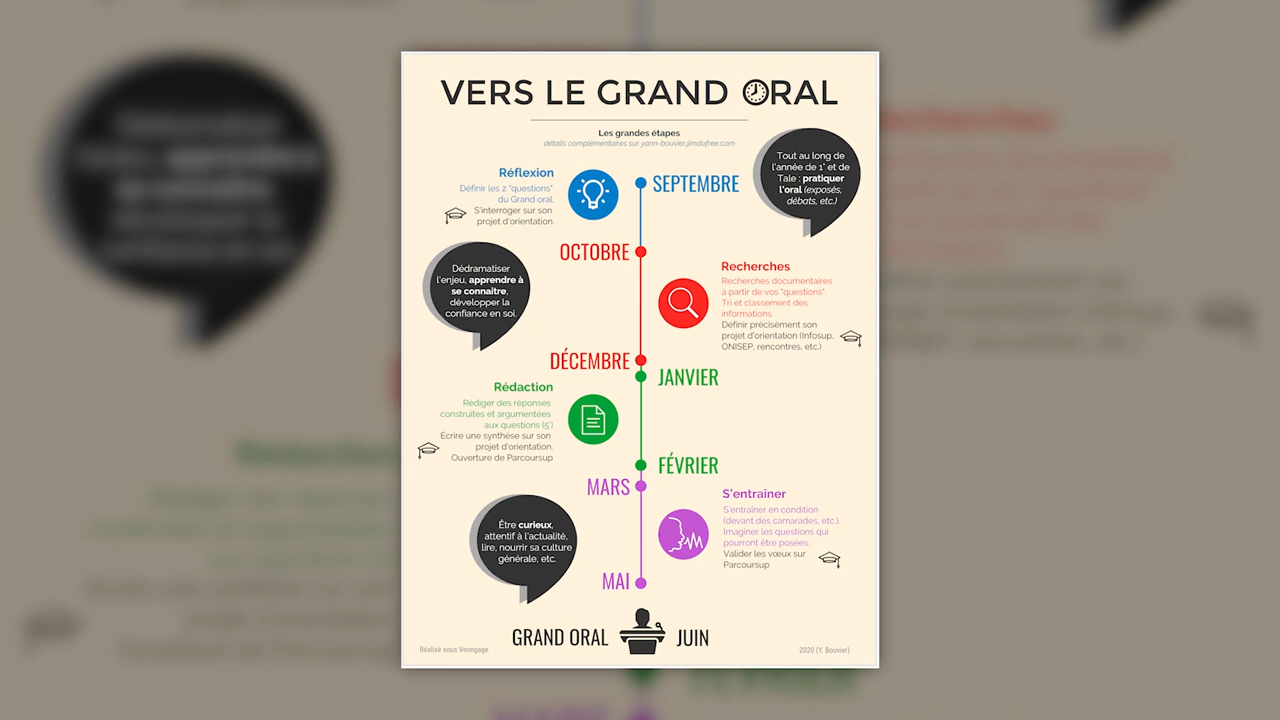 VERS LE GRAND ORAL
Les grandes étapes
détails complémentaires sur yann-bouvier.jimdofree.com
Tout au long de
l'année de 1e et de
Tale : pratiquer
l'oral (exposés,
débats, etc.)
SEPTEMBRE
Réflexion
Définir les 2 "questions"
du Grand oral.
S'interroger sur son
projet d'orientation.
OCTOBRE
Dédramatiser
l'enjeu, apprendre à
se connaitre,
développer la
confiance en soi.
Recherches
Recherches documentaires
à partir de vos "questions".
Tri et classement des
informations.
Définir précisément son
projet d'orientation (Infosup,
ONISEP, rencontres, etc.)
DÉCEMBRE
JANVIER
Rédaction
Rédiger des réponses
construites et argumentées
aux questions (5')
Ecrire une synthèse sur son
projet d'orientation.
Ouverture de Parcoursup
FÉVRIER
MARS
S'entraîner
S'entraîner en condition
(devant des camarades, etc.).
Imaginer les questions qui
pourront être posées.
Valider les vœux sur
Parcoursup
Être curieux,
attentif à l'actualité,
lire, nourrir sa culture
générale, etc.
MAI
GRAND ORAL JUIN
Réalisé sous Venngage
2020 (Y. Bouvier)